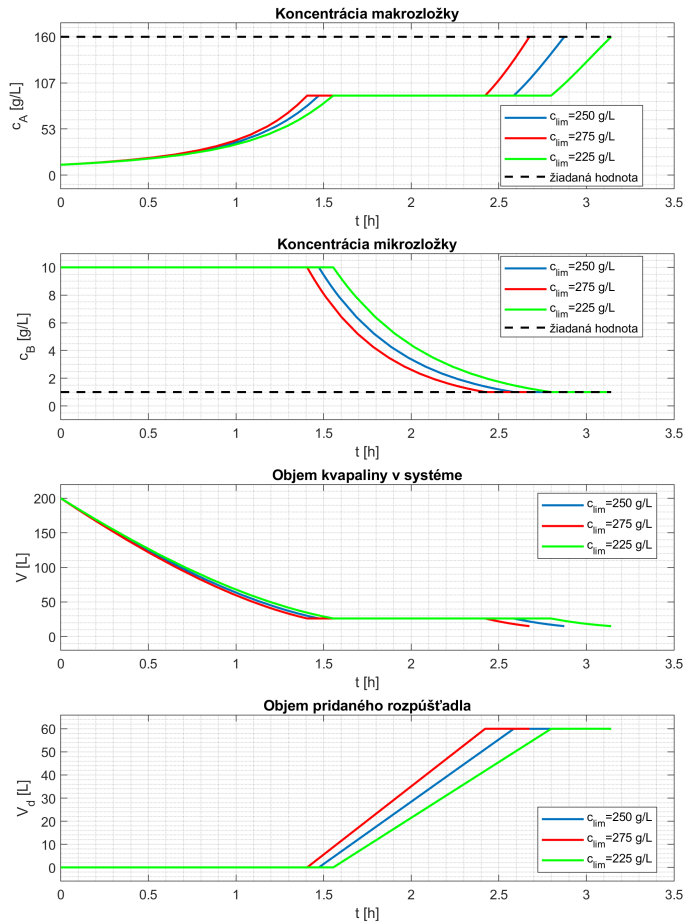 Koncentrácia makrozložky
160
107
53
0
c_A [g/L]
c_lim=250 g/L
c_lim=275 g/L
c_lim=225 g/L
žiadaná hodnota
0 0.5 1 1.5 2 2.5 3 3.5
t [h]
Koncentrácia mikrozložky
10
8
6
4
2
0
c_B [g/L]
c_lim=250 g/L
c_lim=275 g/L
c_lim=225 g/L
žiadaná hodnota
0 0.5 1 1.5 2 2.5 3 3.5
t [h]
Objem kvapaliny v systéme
200
150
100
50
0
V [L]
c_lim=250 g/L
c_lim=275 g/L
c_lim=225 g/L
0 0.5 1 1.5 2 2.5 3 3.5
t [h]
Objem pridaného rozpúšťadla
60
50
40
30
20
10
0
V_d [L]
c_lim=250 g/L
c_lim=275 g/L
c_lim=225 g/L
0 0.5 1 1.5 2 2.5 3 3.5
t [h]